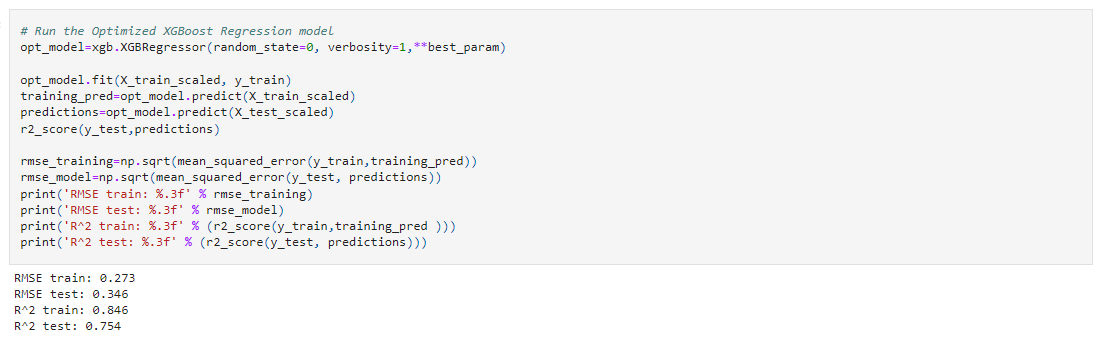 # Run the Optimized XGBoost Regression model
opt_model=xgb.XGBRegressor(random_state=0, verbosity=1,**best_param)
opt_model.fit(X_train_scaled, y_train)
training_pred=opt_model.predict(X_train_scaled)
predictions=opt_model.predict(X_test_scaled)
r2_score(y_test,predictions)
rmse_training=np.sqrt(mean_squared_error(y_train,training_pred))
rmse_model=np.sqrt(mean_squared_error(y_test, predictions))
print('RMSE train: %.3f' % rmse_training)
print('RMSE test: %.3f' % rmse_model)
print('R^2 train: %.3f' % (r2_score(y_train,training_pred )))
print('R^2 test: %.3f' % (r2_score(y_test, predictions)))
RMSE train: 0.273
RMSE test: 0.346
R^2 train: 0.846
R^2 test: 0.754